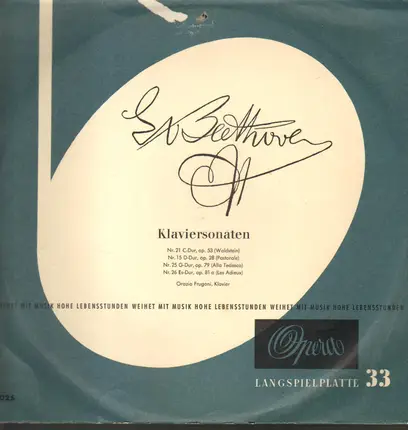 L v Beethoven
Klaviersonaten
Nr. 21 C-Dur, op. 53 (Waldstein)
Nr. 15 D-Dur, op. 28 (Pastorale)
Nr. 25 G-Dur, op. 79 (Alla Tedesca)
Nr. 26 Es-Dur, op. 81 a (Les Adieux)
Orazio Frugoni, Klavier
WEIHET MIT MUSIK HOHE LEBENSSTUNDEN WEIHET MIT MUSIK HOHE LEBENSSTUNDEN WEIHET MIT MUSIK HOHE LEBENSSTUNDEN
Opera
LANGSPIELPLATTE 33